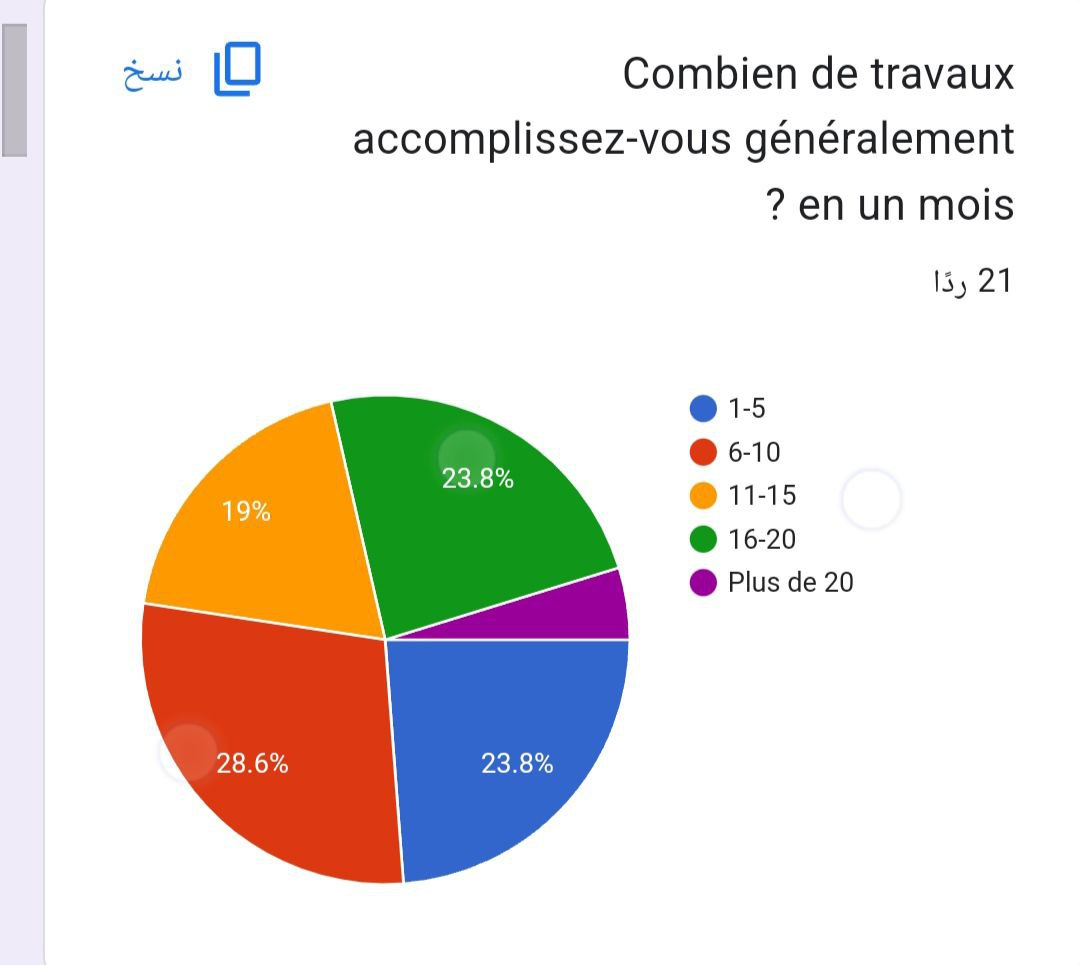 Combien de travaux
accomplissez-vous généralement
? en un mois
نسخ
21 ردًا
1-5
6-10
11-15
16-20
Plus de 20
23.8%
19%
28.6%
23.8%